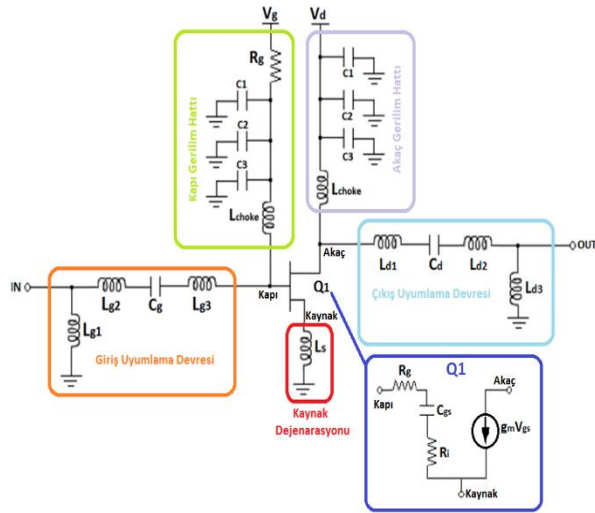 Vg
Vd
Rg
C1
C2
C3
Lchoke
Kapı Gerilim Hattı
C1
C2
C3
Lchoke
Akaç Gerilim Hattı
IN
Lg2
Cg
Lg3
Lg1
Giriş Uyumlama Devresi
Kapı
Akaç
Q1
Kaynak
Ls
Kaynak
Dejenarasyonu
Ld1
Cd
Ld2
OUT
Ld3
Çıkış Uyumlama Devresi
Q1
Rg
Kapı
Cgs
Ri
Akaç
gmVgs
Kaynak